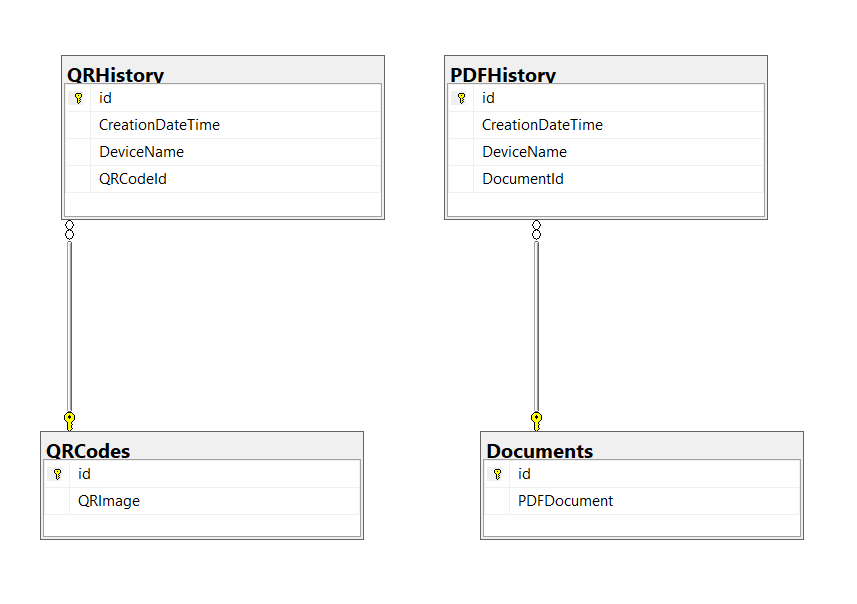 QRHistory
id
CreationDateTime
DeviceName
QRCodeId
PDFHistory
id
CreationDateTime
DeviceName
DocumentId
QRCodes
id
QRImage
Documents
id
PDFDocument